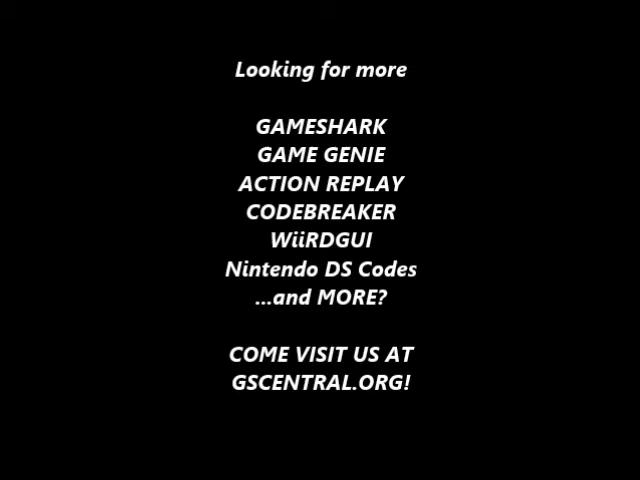 Looking for more
GAMESHARK
GAME GENIE
ACTION REPLAY
CODEBREAKER
WiiRDGUI
Nintendo DS Codes
...and MORE?
COME VISIT US AT
GSCENTRAL.ORG!